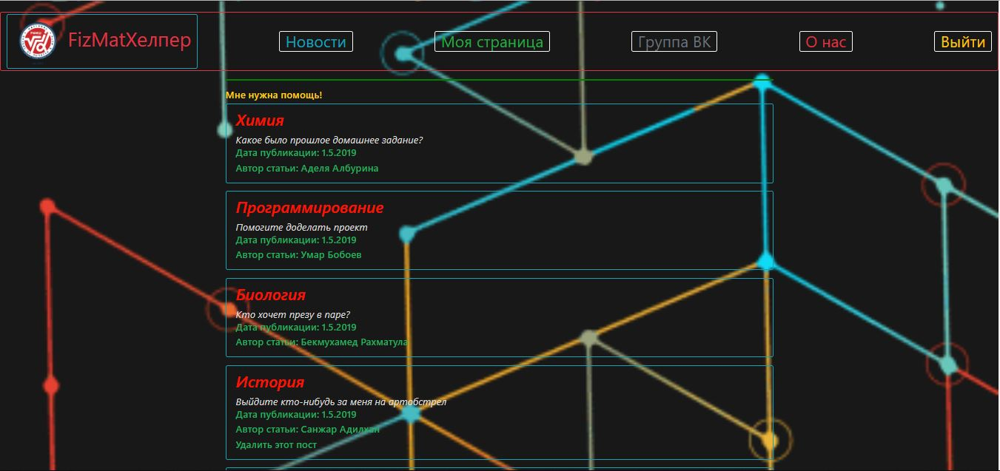 FizMatХелпер
Новости
Моя страница
Группа ВК
О нас
Выйти
Мне нужна помощь!
Химия
Какое было прошлое домашнее задание?
Дата публикации: 1.5.2019
Автор статьи: Аделя Албурина
Программирование
Помогите доделать проект
Дата публикации: 1.5.2019
Автор статьи: Умар Бобоев
Биология
Кто хочет презу в паре?
Дата публикации: 1.5.2019
Автор статьи: Бекмухамед Рахматула
История
Выйдите кто-нибудь за меня на артобстрел
Дата публикации: 1.5.2019
Автор статьи: Санжар Адилхан
Удалить этот пост